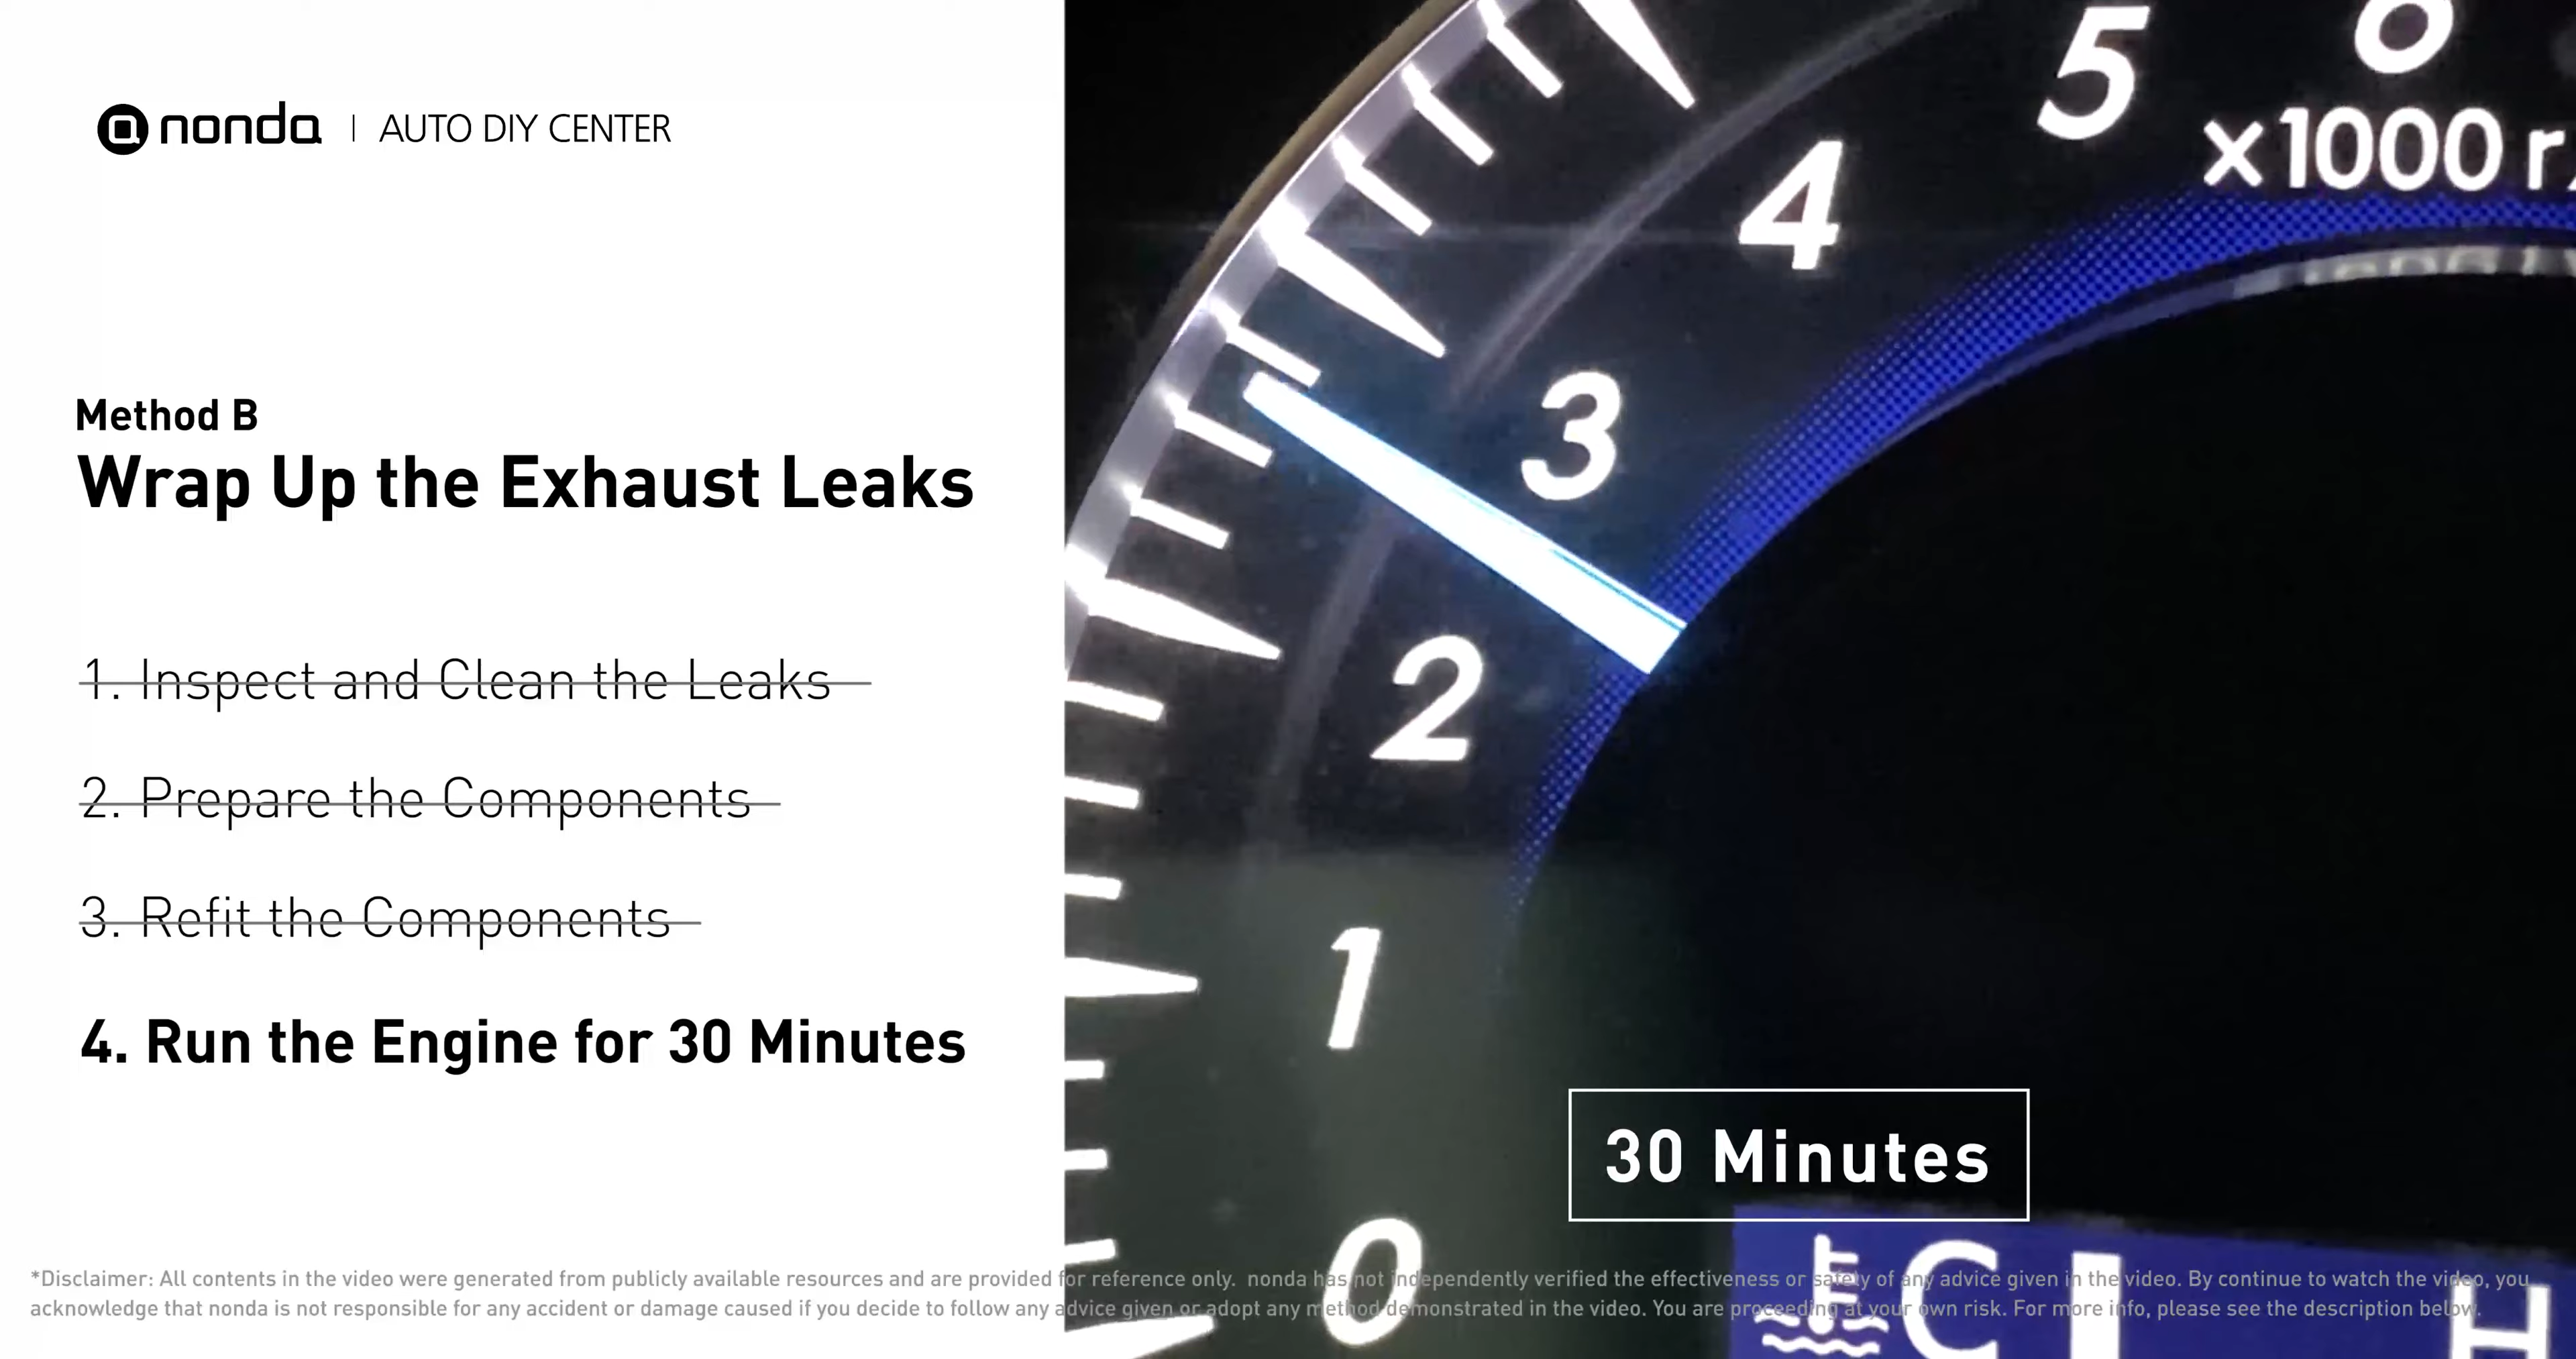 nonda | AUTO DIY CENTER
Method B
Wrap Up the Exhaust Leaks
1. Inspect and Clean the Leaks
2. Prepare the Components
3. Refit the Components
4. Run the Engine for 30 Minutes
6
5
×1000 r/
4
3
2
1
0
30 Minutes
C
H
*Disclaimer: All contents in the video were generated from publicly available resources and are provided for reference only. nonda has not independently verified the effectiveness or safety of any advice given in the video. By continue to watch the video, you
acknowledge that nonda is not responsible for any accident or damage caused if you decide to follow any advice given or adopt any method demonstrated in the video. You are proceeding at your own risk. For more info, please see the description below.